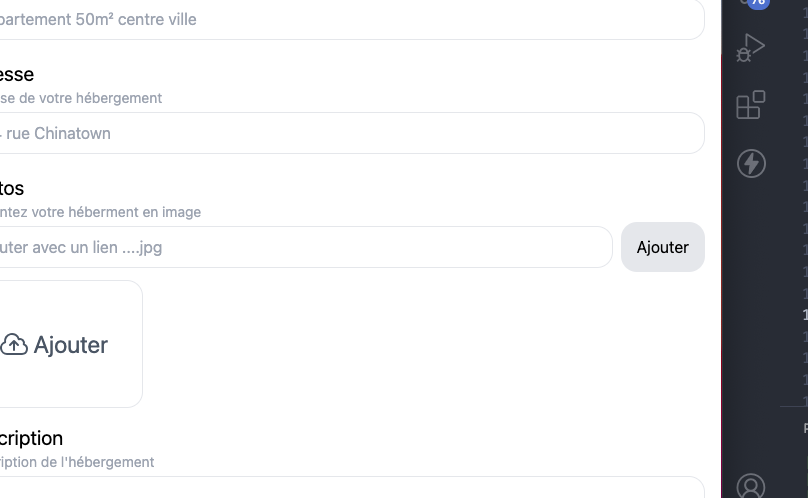 partement 50m² centre ville
76
esse
se de votre hébergement
rue Chinatown
tos
ntez votre héberment en image
uter avec un lien ....jpg
Ajouter
Ajouter
cription
ription de l'hébergement